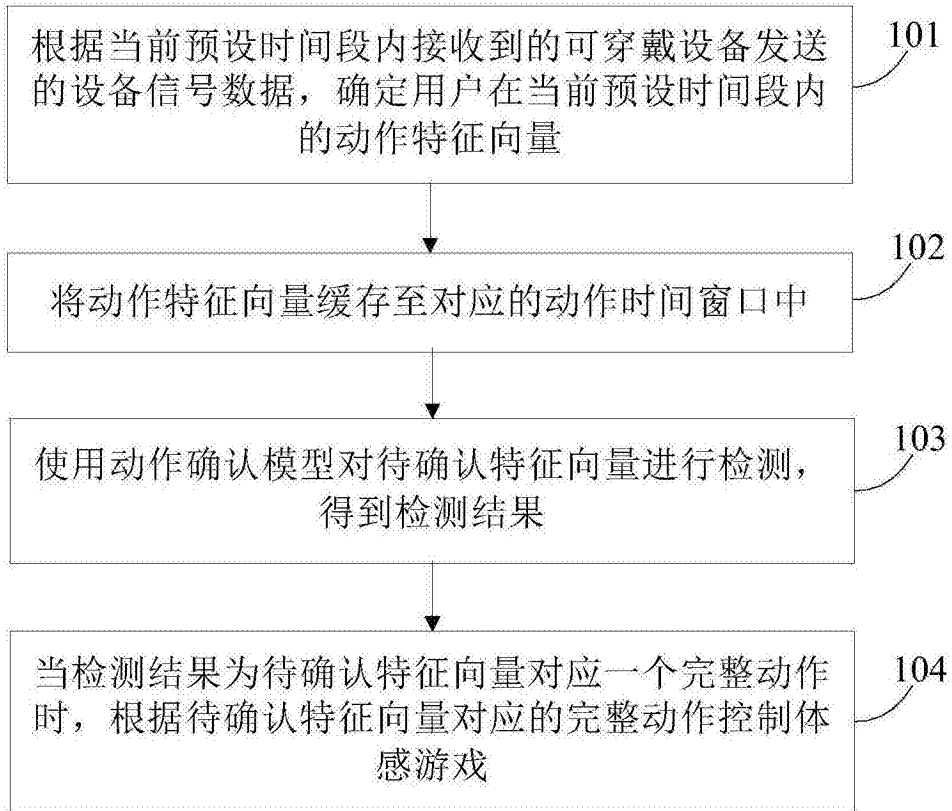 根据当前预设时间段内接收到的可穿戴设备发送
的设备信号数据，确定用户在当前预设时间段内
的动作特征向量
101
将动作特征向量缓存至对应的动作时间窗口中
102
使用动作确认模型对待确认特征向量进行检测，
得到检测结果
103
当检测结果为待确认特征向量对应一个完整动作
时，根据待确认特征向量对应的完整动作控制体
感游戏
104